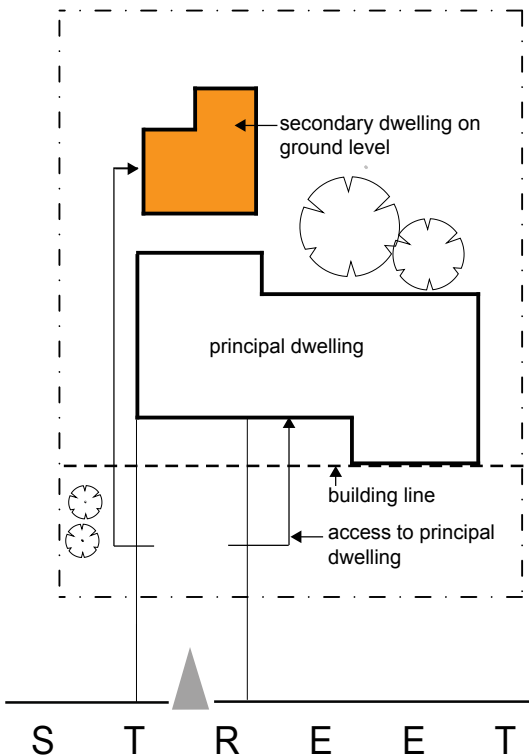 secondary dwelling on
ground level
principal dwelling
building line
access to principal
dwelling
S T R E E T